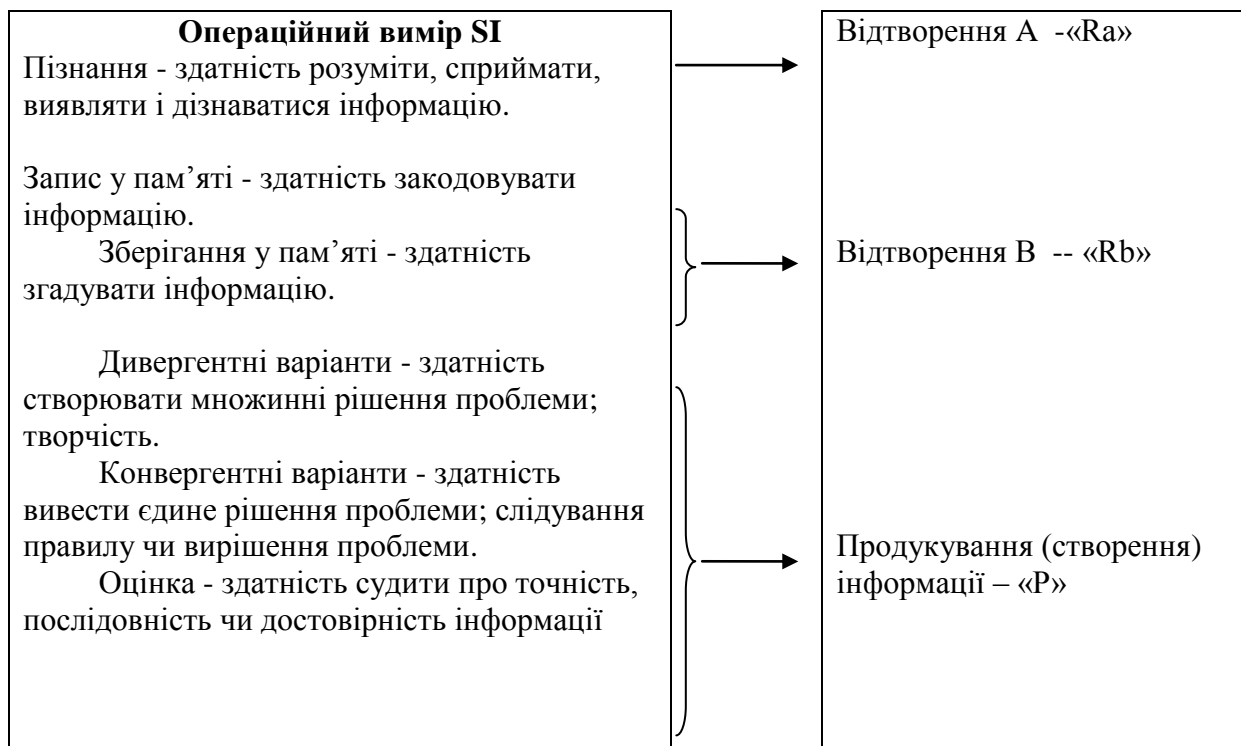 Операційний вимір SI
Пізнання - здатність розуміти, сприймати,
виявляти і дізнаватися інформацію.
Запис у пам’яті - здатність закодовувати
інформацію.
Зберігання у пам’яті - здатність
згадувати інформацію.
Дивергентні варіанти - здатність
створювати множинні рішення проблеми;
творчість.
Конвергентні варіанти - здатність
вивести єдине рішення проблеми; слідування
правилу чи вирішення проблеми.
Оцінка - здатність судити про точність,
послідовність чи достовірність інформації
Відтворення А -«Ra»
Відтворення В -- «Rb»
Продукування (створення)
інформації – «Р»